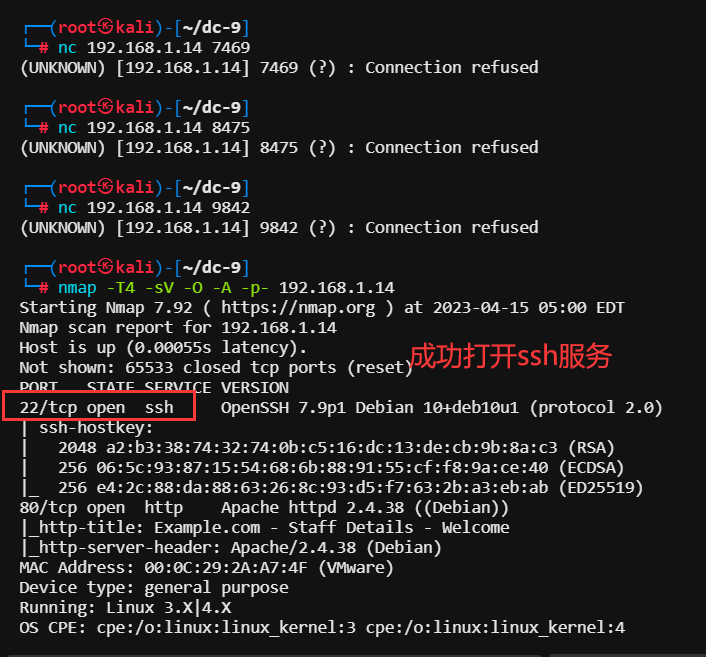 ┌──(root㉿kali)-[~/dc-9]
└─# nc 192.168.1.14 7469
(UNKNOWN) [192.168.1.14] 7469 (?) : Connection refused
┌──(root㉿kali)-[~/dc-9]
└─# nc 192.168.1.14 8475
(UNKNOWN) [192.168.1.14] 8475 (?) : Connection refused
┌──(root㉿kali)-[~/dc-9]
└─# nc 192.168.1.14 9842
(UNKNOWN) [192.168.1.14] 9842 (?) : Connection refused
┌──(root㉿kali)-[~/dc-9]
└─# nmap -T4 -sV -O -A -p- 192.168.1.14
Starting Nmap 7.92 ( https://nmap.org ) at 2023-04-15 05:00 EDT
Nmap scan report for 192.168.1.14
Host is up (0.00055s latency).
成功打开ssh服务
Not shown: 65533 closed tcp ports (reset)
PORT   STATE SERVICE VERSION
22/tcp open  ssh     OpenSSH 7.9p1 Debian 10+deb10u1 (protocol 2.0)
| ssh-hostkey:
|   2048 a2:b3:38:74:32:74:0b:c5:16:dc:13:de:cb:9b:8a:c3 (RSA)
|   256 06:5c:93:87:15:54:68:6b:88:91:55:cf:f8:9a:ce:40 (ECDSA)
|_  256 e4:2c:88:da:88:63:26:8c:93:d5:f7:63:2b:a3:eb:ab (ED25519)
80/tcp open  http    Apache httpd 2.4.38 ((Debian))
|_http-title: Example.com - Staff Details - Welcome
|_http-server-header: Apache/2.4.38 (Debian)
MAC Address: 00:0C:29:2A:A7:4F (VMware)
Device type: general purpose
Running: Linux 3.X|4.X
OS CPE: cpe:/o:linux:linux_kernel:3 cpe:/o:linux:linux_kernel:4